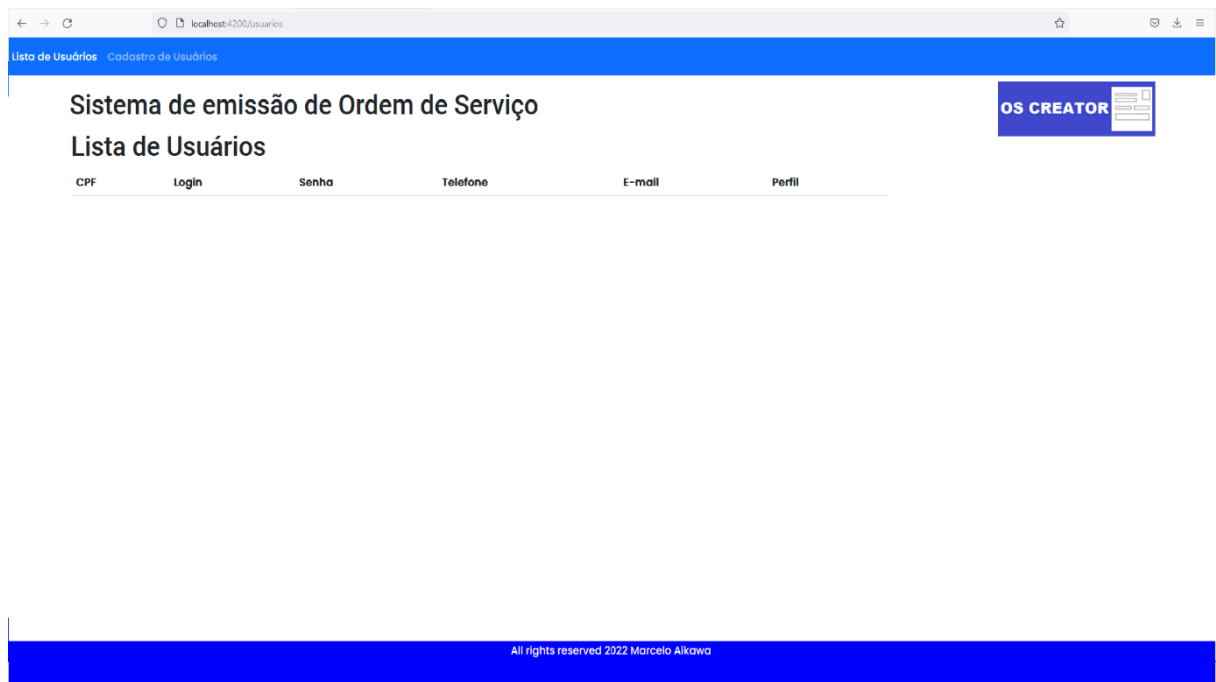 localhost:4200/usuarios
Lista de Usuários Cadastro de Usuários
Sistema de emissão de Ordem de Serviço
OS CREATOR
Lista de Usuários
CPF Login Senha Telefone E-mail Perfil
All rights reserved 2022 Marcelo Aikawa